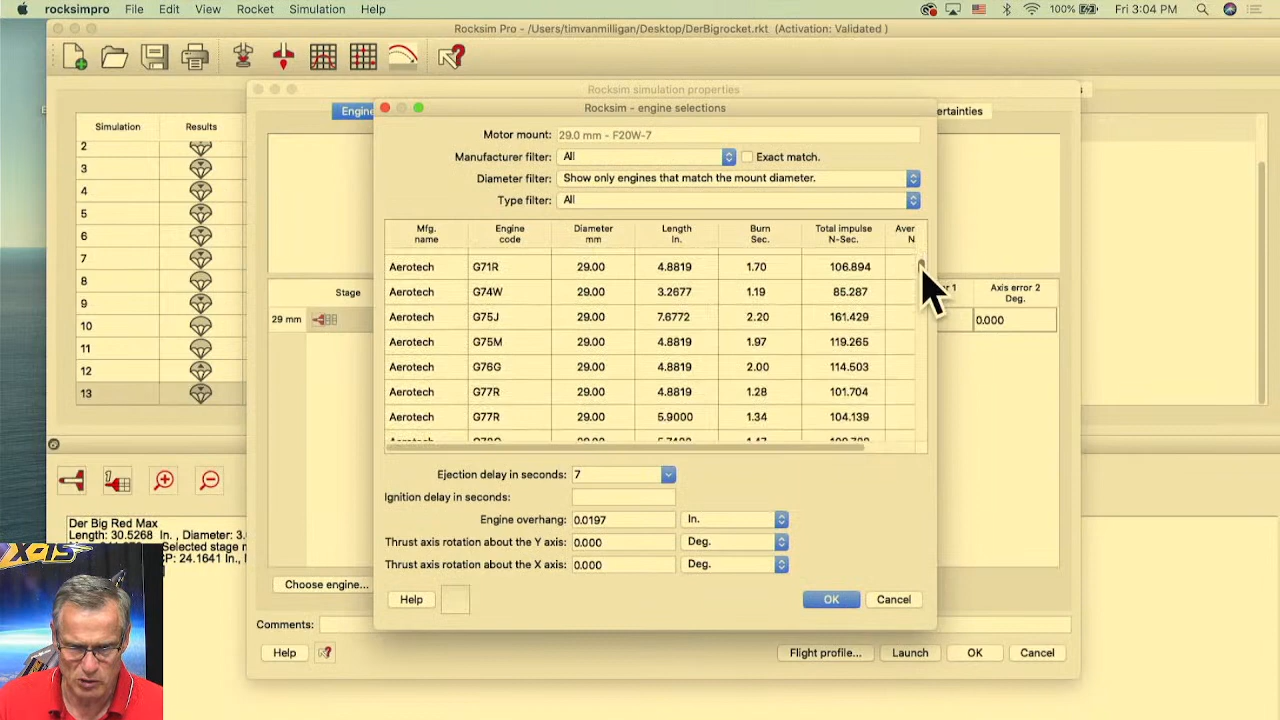 rocksimpro File Edit View Rocket Simulation Help 100% Fri 3:04 PM
Rocksim Pro - /Users/timvanmilligan/Desktop/DerBigrocket.rkt (Activation: Validated )
Rocksim simulation properties
Engine
ertainties
s
Rocksim - engine selections
Simulation Results
2
3
4
5
6
7
8
9
10
11
12
13
Motor mount: 29.0 mm - F20W-7
Manufacturer filter: All Exact match.
Diameter filter: Show only engines that match the mount diameter.
Type filter: All
Mfg. name Engine code Diameter mm Length In. Burn Sec. Total impulse N-Sec. Aver N
Aerotech G71R 29.00 4.8819 1.70 106.894
Aerotech G74W 29.00 3.2677 1.19 85.287
Aerotech G75J 29.00 7.6772 2.20 161.429
Aerotech G75M 29.00 4.8819 1.97 119.265
Aerotech G76G 29.00 4.8819 2.00 114.503
Aerotech G77R 29.00 4.8819 1.28 101.704
Aerotech G77R 29.00 5.9000 1.34 104.139
Stage
29 mm
r 1 Axis error 2 Deg.
0.000
Ejection delay in seconds: 7
Ignition delay in seconds:
Engine overhang: 0.0197 In.
Thrust axis rotation about the Y axis: 0.000 Deg.
Thrust axis rotation about the X axis: 0.000 Deg.
Help OK Cancel
Choose engine...
Comments:
Help Flight profile... Launch OK Cancel
Der Big Red Max
Length: 30.5268 In. , Diameter: 3.
Selected stage m
CP: 24.1641 In., M